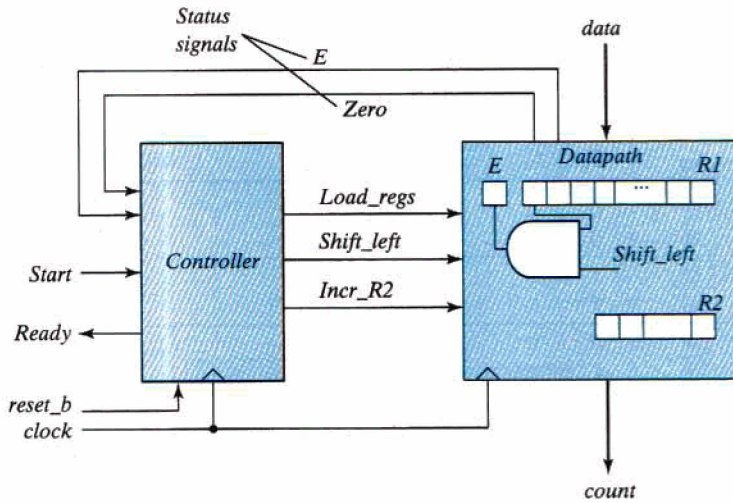 Status
signals
E
Zero
data
Datapath
E
R1
...
Load_regs
Shift_left
Incr_R2
Controller
Shift_left
R2
Start
Ready
reset_b
clock
count